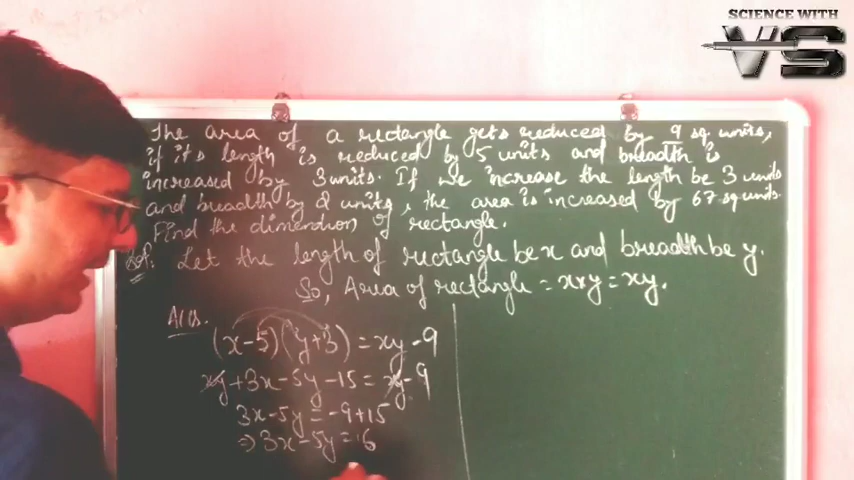 SCIENCE WITH
VS
The area of a rectangle gets reduced by 9 sq units,
if it's length is reduced by 5 units and breadth is
increased by 3 units. If we increase the length be 3 units
and breadth by 2 units, the area is increased by 67 sq units.
Find the dimendion of rectangle.
Sol: Let the length of rectangle be x and breadth be y.
So, Area of rectangle = x×y = xy.
A/Qs.
(x-5)(y+3) = xy-9
xy+3x-5y-15 = xy-9
3x-5y = -9+15
⇒ 3x-5y = 6